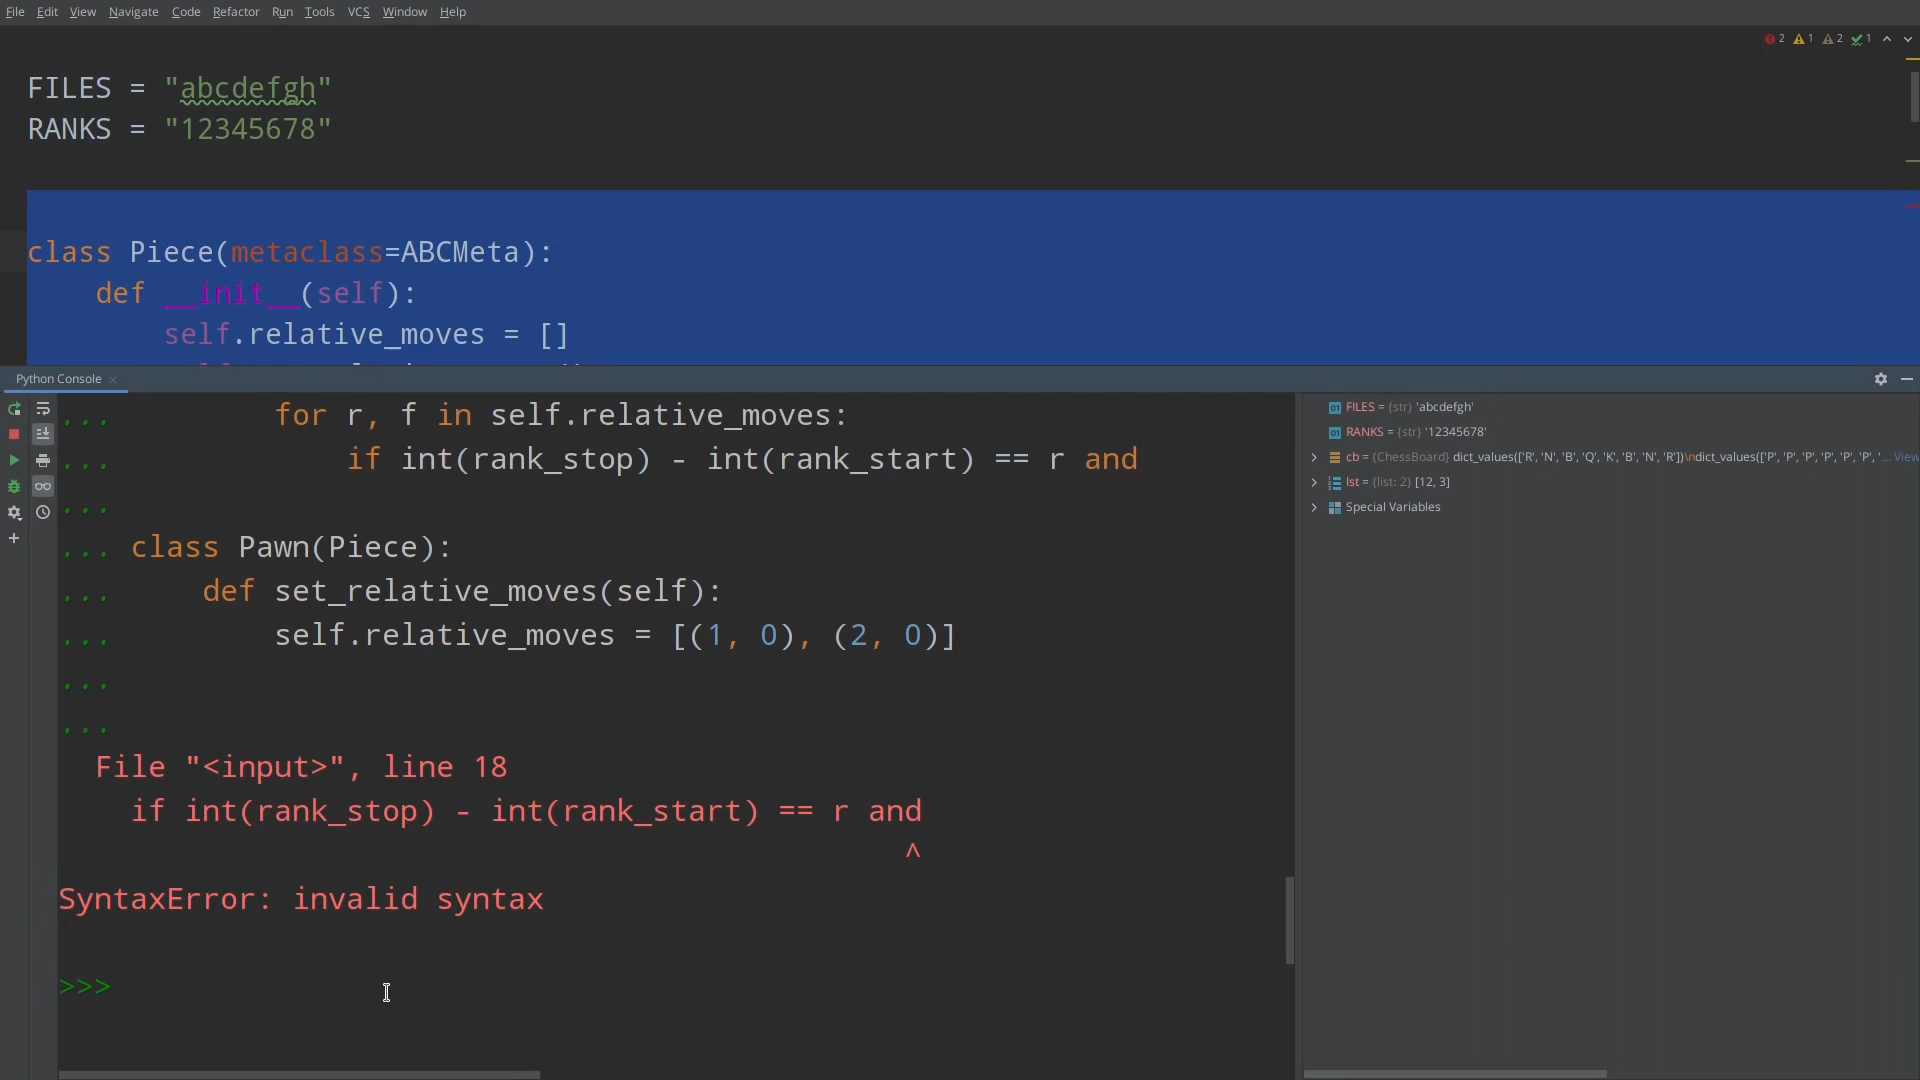 File Edit View Navigate Code Refactor Run Tools VCS Window Help
2 1 2 1
FILES = "abcdefgh"
RANKS = "12345678"
class Piece(metaclass=ABCMeta):
def __init__(self):
self.relative_moves = []
Python Console
... for r, f in self.relative_moves:
... if int(rank_stop) - int(rank_start) == r and
...
... class Pawn(Piece):
... def set_relative_moves(self):
... self.relative_moves = [(1, 0), (2, 0)]
...
...
File "<input>", line 18
if int(rank_stop) - int(rank_start) == r and
^
SyntaxError: invalid syntax
>>>
FILES = {str} 'abcdefgh'
RANKS = {str} '12345678'
cb = {ChessBoard} dict_values(['R', 'N', 'B', 'Q', 'K', 'B', 'N', 'R'])\ndict_values(['P', 'P', 'P', 'P', 'P', 'P', '... View
lst = {list: 2} [12, 3]
Special Variables